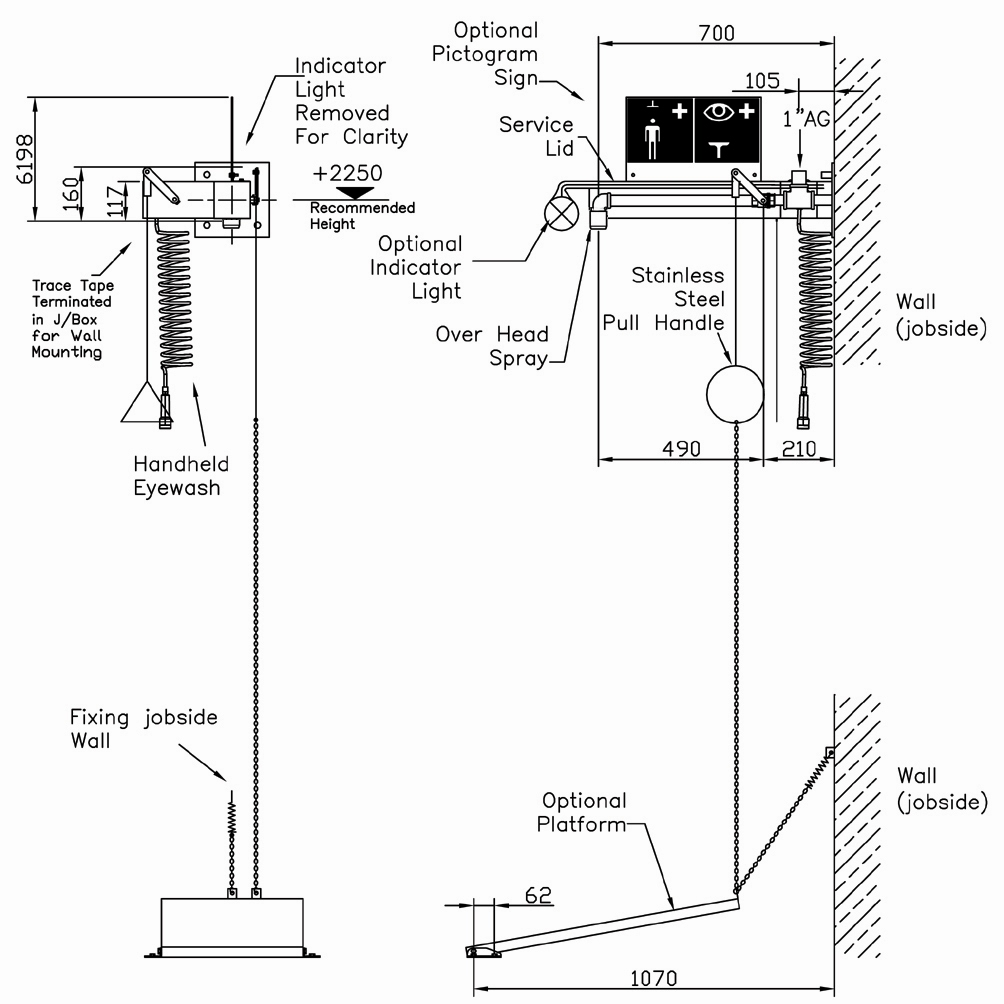 Indicator
Light
Removed
For Clarity
6198
160
117
+2250
Recommended
Height
Trace Tape
Terminated
in J/Box
for Wall
Mounting
Handheld
Eyewash
Fixing jobside
Wall
Optional
Pictogram
Sign
700
105
1"AG
Service
Lid
Optional
Indicator
Light
Over Head
Spray
Stainless
Steel
Pull Handle
Wall
(jobside)
490
210
Wall
(jobside)
Optional
Platform
62
1070